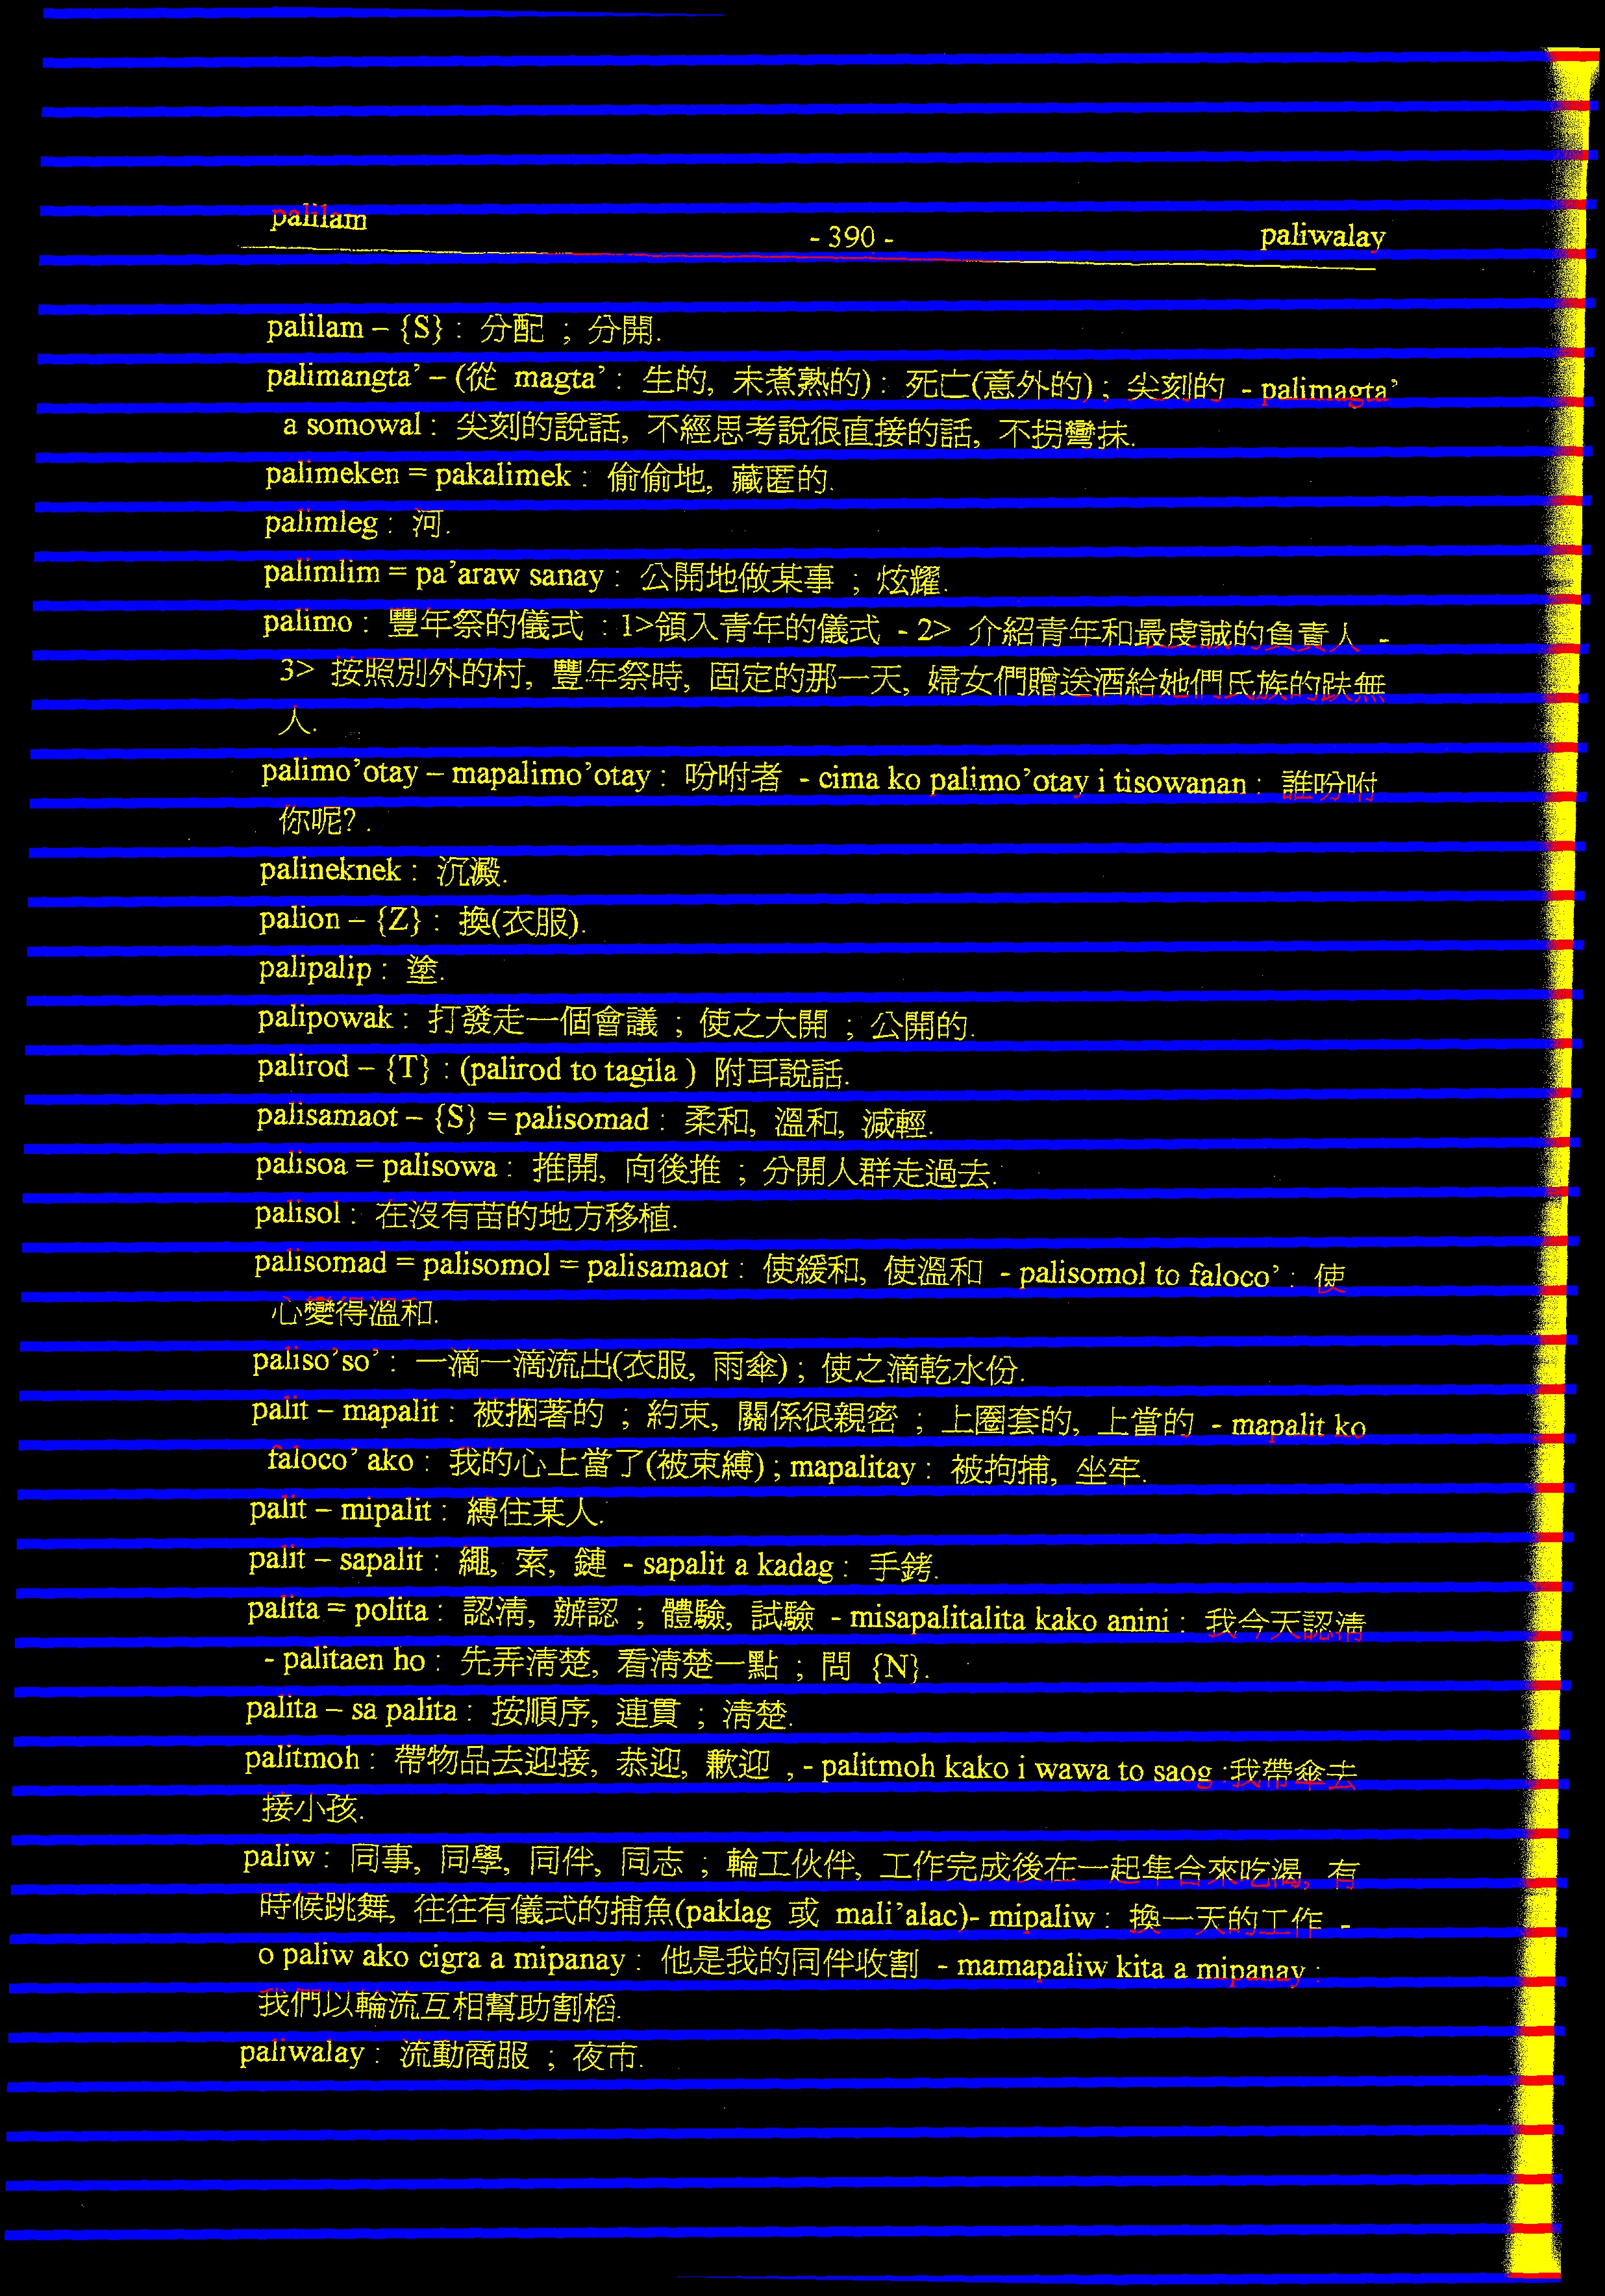 palilam
- 390 -
paliwalay
palilam – {S} : 分配 ; 分開.
palimangta’ – (從 magta’ : 生的, 未煮熟的) : 死亡(意外的) ; 尖刻的 - palimagta’
a somowal : 尖刻的說話, 不經思考說很直接的話, 不拐彎抹.
palimeken = pakalimek : 偷偷地, 藏匿的.
palimleg : 河.
palimlim = pa’araw sanay : 公開地做某事 ; 炫耀.
palimo : 豐年祭的儀式 : 1>領入青年的儀式 - 2> 介紹青年和最虔誠的負責人 -
3> 按照別外的村, 豐年祭時, 固定的那一天, 婦女們贈送酒給她們氏族的趺無
人.
palimo’otay – mapalimo’otay : 吩咐者 - cima ko palimo’otay i tisowanan : 誰吩咐
你呢? .
palineknek : 沉澱.
palion – {Z} : 換(衣服).
palipalip : 塗.
palipowak : 打發走一個會議 ; 使之大開 ; 公開的.
palirod – {T} : (palirod to tagila ) 附耳說話.
palisamaot – {S} = palisomad : 柔和, 溫和, 減輕.
palisoa = palisowa : 推開, 向後推 ; 分開人群走過去.
palisol : 在沒有苗的地方移植.
palisomad = palisomol = palisamaot : 使緩和, 使溫和 - palisomol to faloco’ : 使
心變得溫和.
paliso’so’ : 一滴一滴流出(衣服, 雨傘) ; 使之滴乾水份.
palit – mapalit : 被捆著的 ; 約束, 關係很親密 ; 上圈套的, 上當的 - mapalit ko
faloco’ ako : 我的心上當了(被束縛) ; mapalitay : 被拘捕, 坐牢.
palit – mipalit : 縛住某人.
palit – sapalit : 繩, 索, 鏈 - sapalit a kadag : 手銬.
palita = polita : 認清, 辦認 ; 體驗, 試驗 - misapalitalita kako anini : 我今天認清
- palitaen ho : 先弄清楚, 看清楚一點 ; 問 {N}.
palita – sa palita : 按順序, 連貫 ; 清楚.
palitmoh : 帶物品去迎接, 恭迎, 歉迎 , - palitmoh kako i wawa to saog :我帶傘去
接小孩.
paliw : 同事, 同學, 同伴, 同志 ; 輪工伙伴, 工作完成後在一起隼合來吃渴, 有
時候跳舞, 往往有儀式的捕魚(paklag 或 mali’alac)- mipaliw : 換一天的工作 -
o paliw ako cigra a mipanay : 他是我的同伴收割 - mamapaliw kita a mipanay :
我們以輪流互相幫助割稻.
paliwalay : 流動商服 ; 夜市.